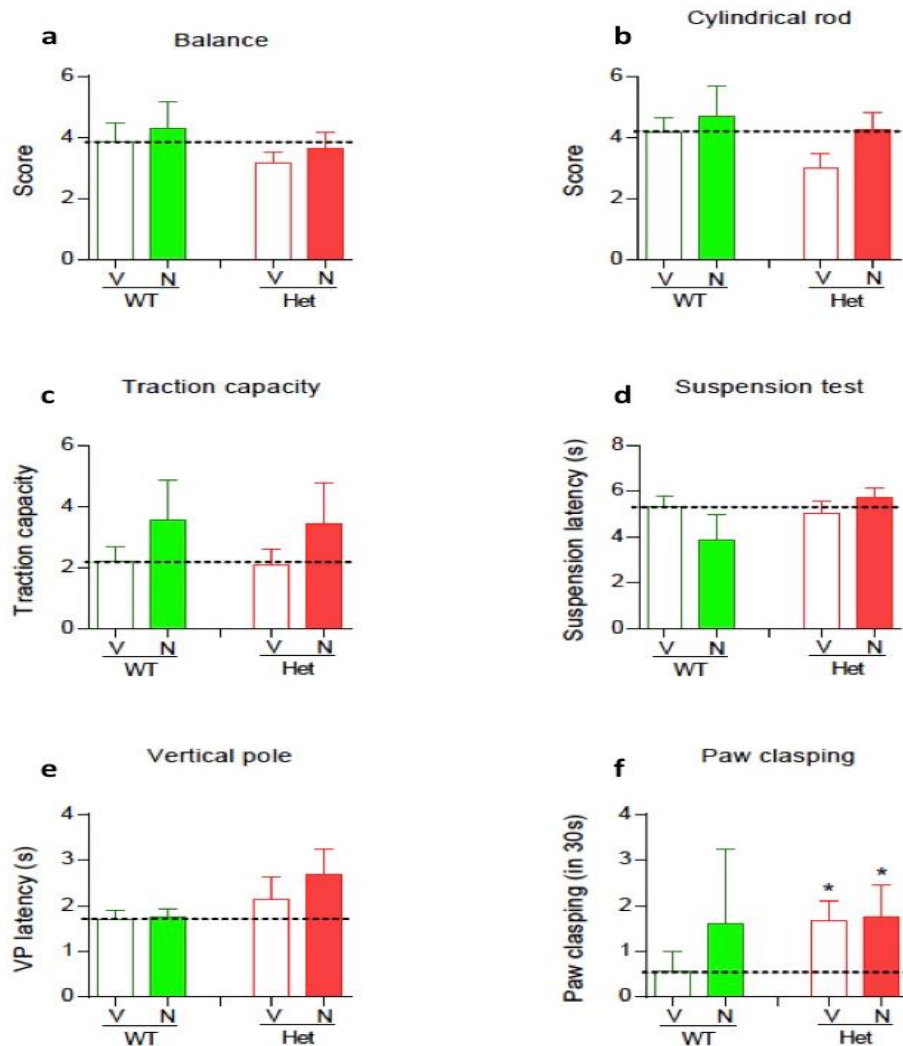 a
Balance
6
4
2
0
Score
V N V N
WT Het
b
Cylindrical rod
6
4
2
0
Score
V N V N
WT Het
c
Traction capacity
6
4
2
0
Traction capacity
V N V N
WT Het
d
Suspension test
8
6
4
2
0
Suspension latency (s)
V N V N
WT Het
e
Vertical pole
4
3
2
1
0
VP latency (s)
V N V N
WT Het
f
Paw clasping
4
3
2
1
0
Paw clasping (in 30s)
* *
V N V N
WT Het